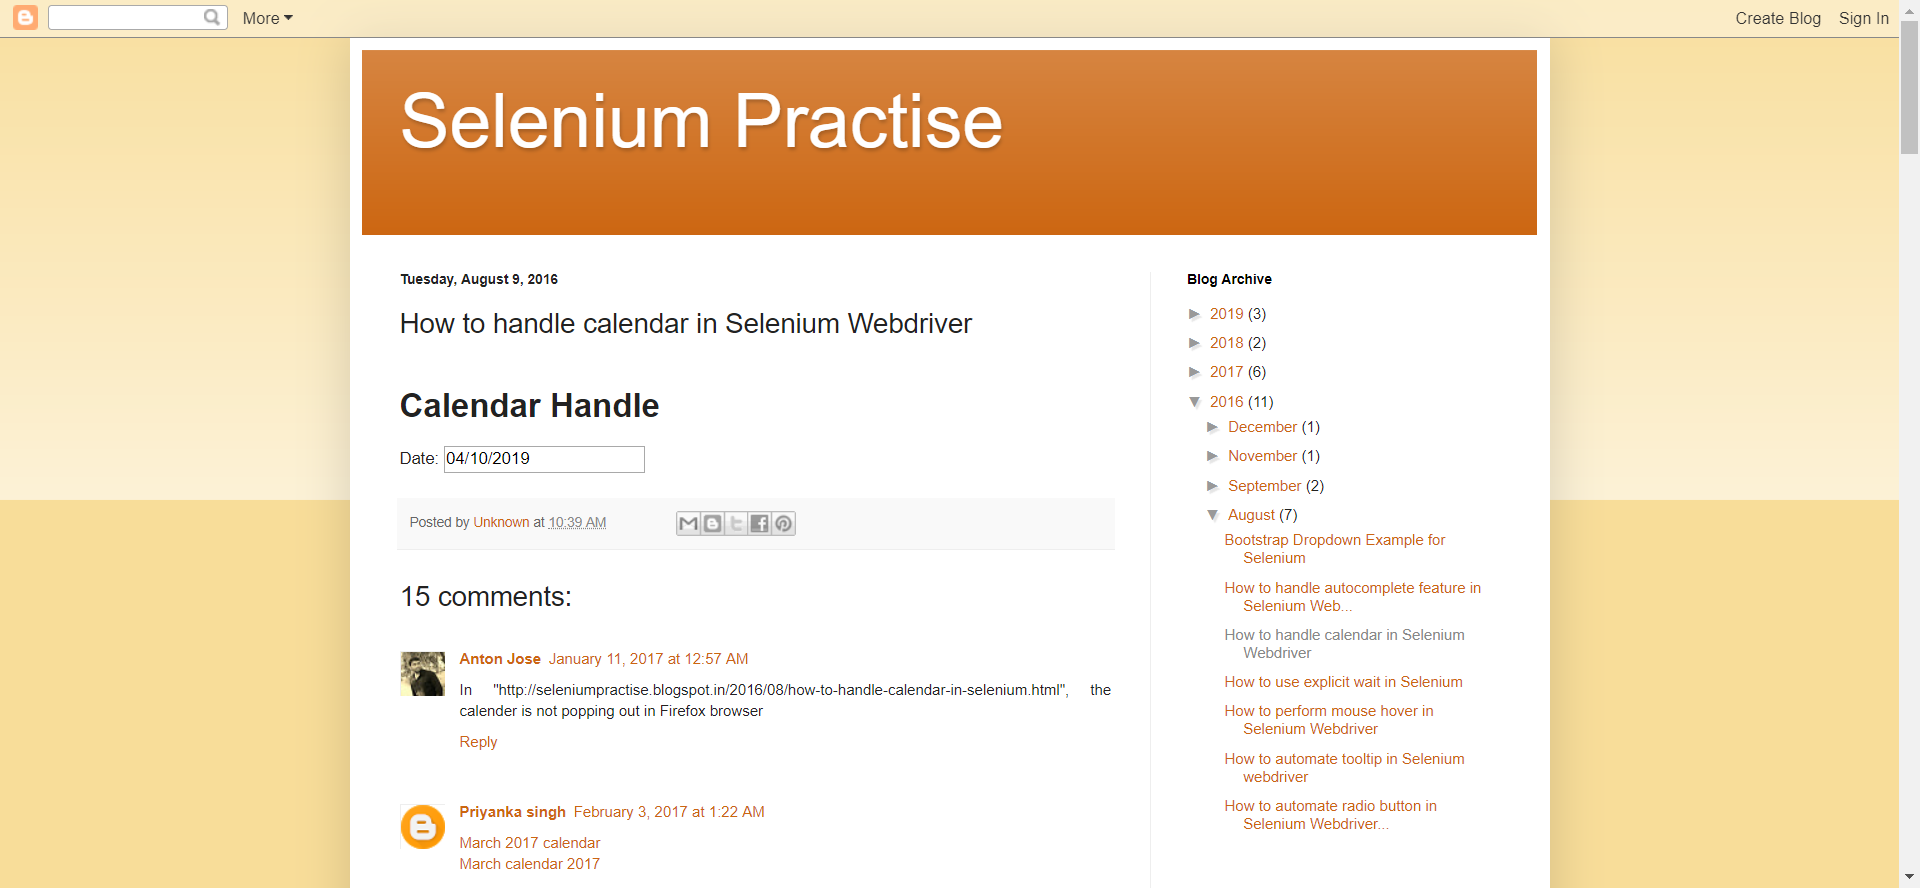 More
Create Blog Sign In
Selenium Practise
Tuesday, August 9, 2016
How to handle calendar in Selenium Webdriver
Calendar Handle
Date: 04/10/2019
Posted by Unknown at 10:39 AM
15 comments:
Anton Jose January 11, 2017 at 12:57 AM
In "http://seleniumpractise.blogspot.in/2016/08/how-to-handle-calendar-in-selenium.html", the
calender is not popping out in Firefox browser
Reply
Priyanka singh February 3, 2017 at 1:22 AM
March 2017 calendar
March calendar 2017
Blog Archive
► 2019 (3)
► 2018 (2)
► 2017 (6)
▼ 2016 (11)
► December (1)
► November (1)
► September (2)
▼ August (7)
Bootstrap Dropdown Example for
Selenium
How to handle autocomplete feature in
Selenium Web...
How to handle calendar in Selenium
Webdriver
How to use explicit wait in Selenium
How to perform mouse hover in
Selenium Webdriver
How to automate tooltip in Selenium
webdriver
How to automate radio button in
Selenium Webdriver...